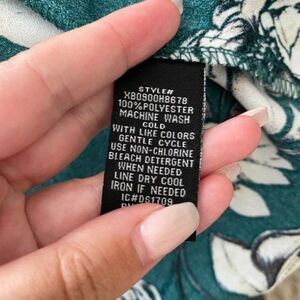 STYLE#
XB0900H8678
100%POLYESTER
MACHINE WASH
COLD
WITH LIKE COLORS
GENTLE CYCLE
USE NON-CHLORINE
BLEACH DETERGENT
WHEN NEEDED
LINE DRY COOL
IRON IF NEEDED
IC#DS1709